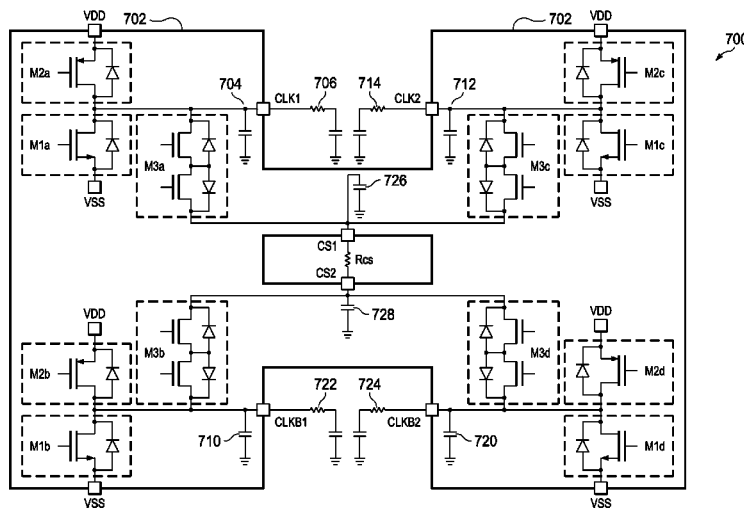 VDD 702 702 VDD
700
M2a 704 706 714 712 M2c
CLK1 CLK2
M1a M3a M3c M1c
VSS 726 VSS
CS1
Rcs
CS2
VDD 728 VDD
M3b M3d
M2b 722 724 M2d
CLKB1 CLKB2
M1b 710 720 M1d
VSS VSS